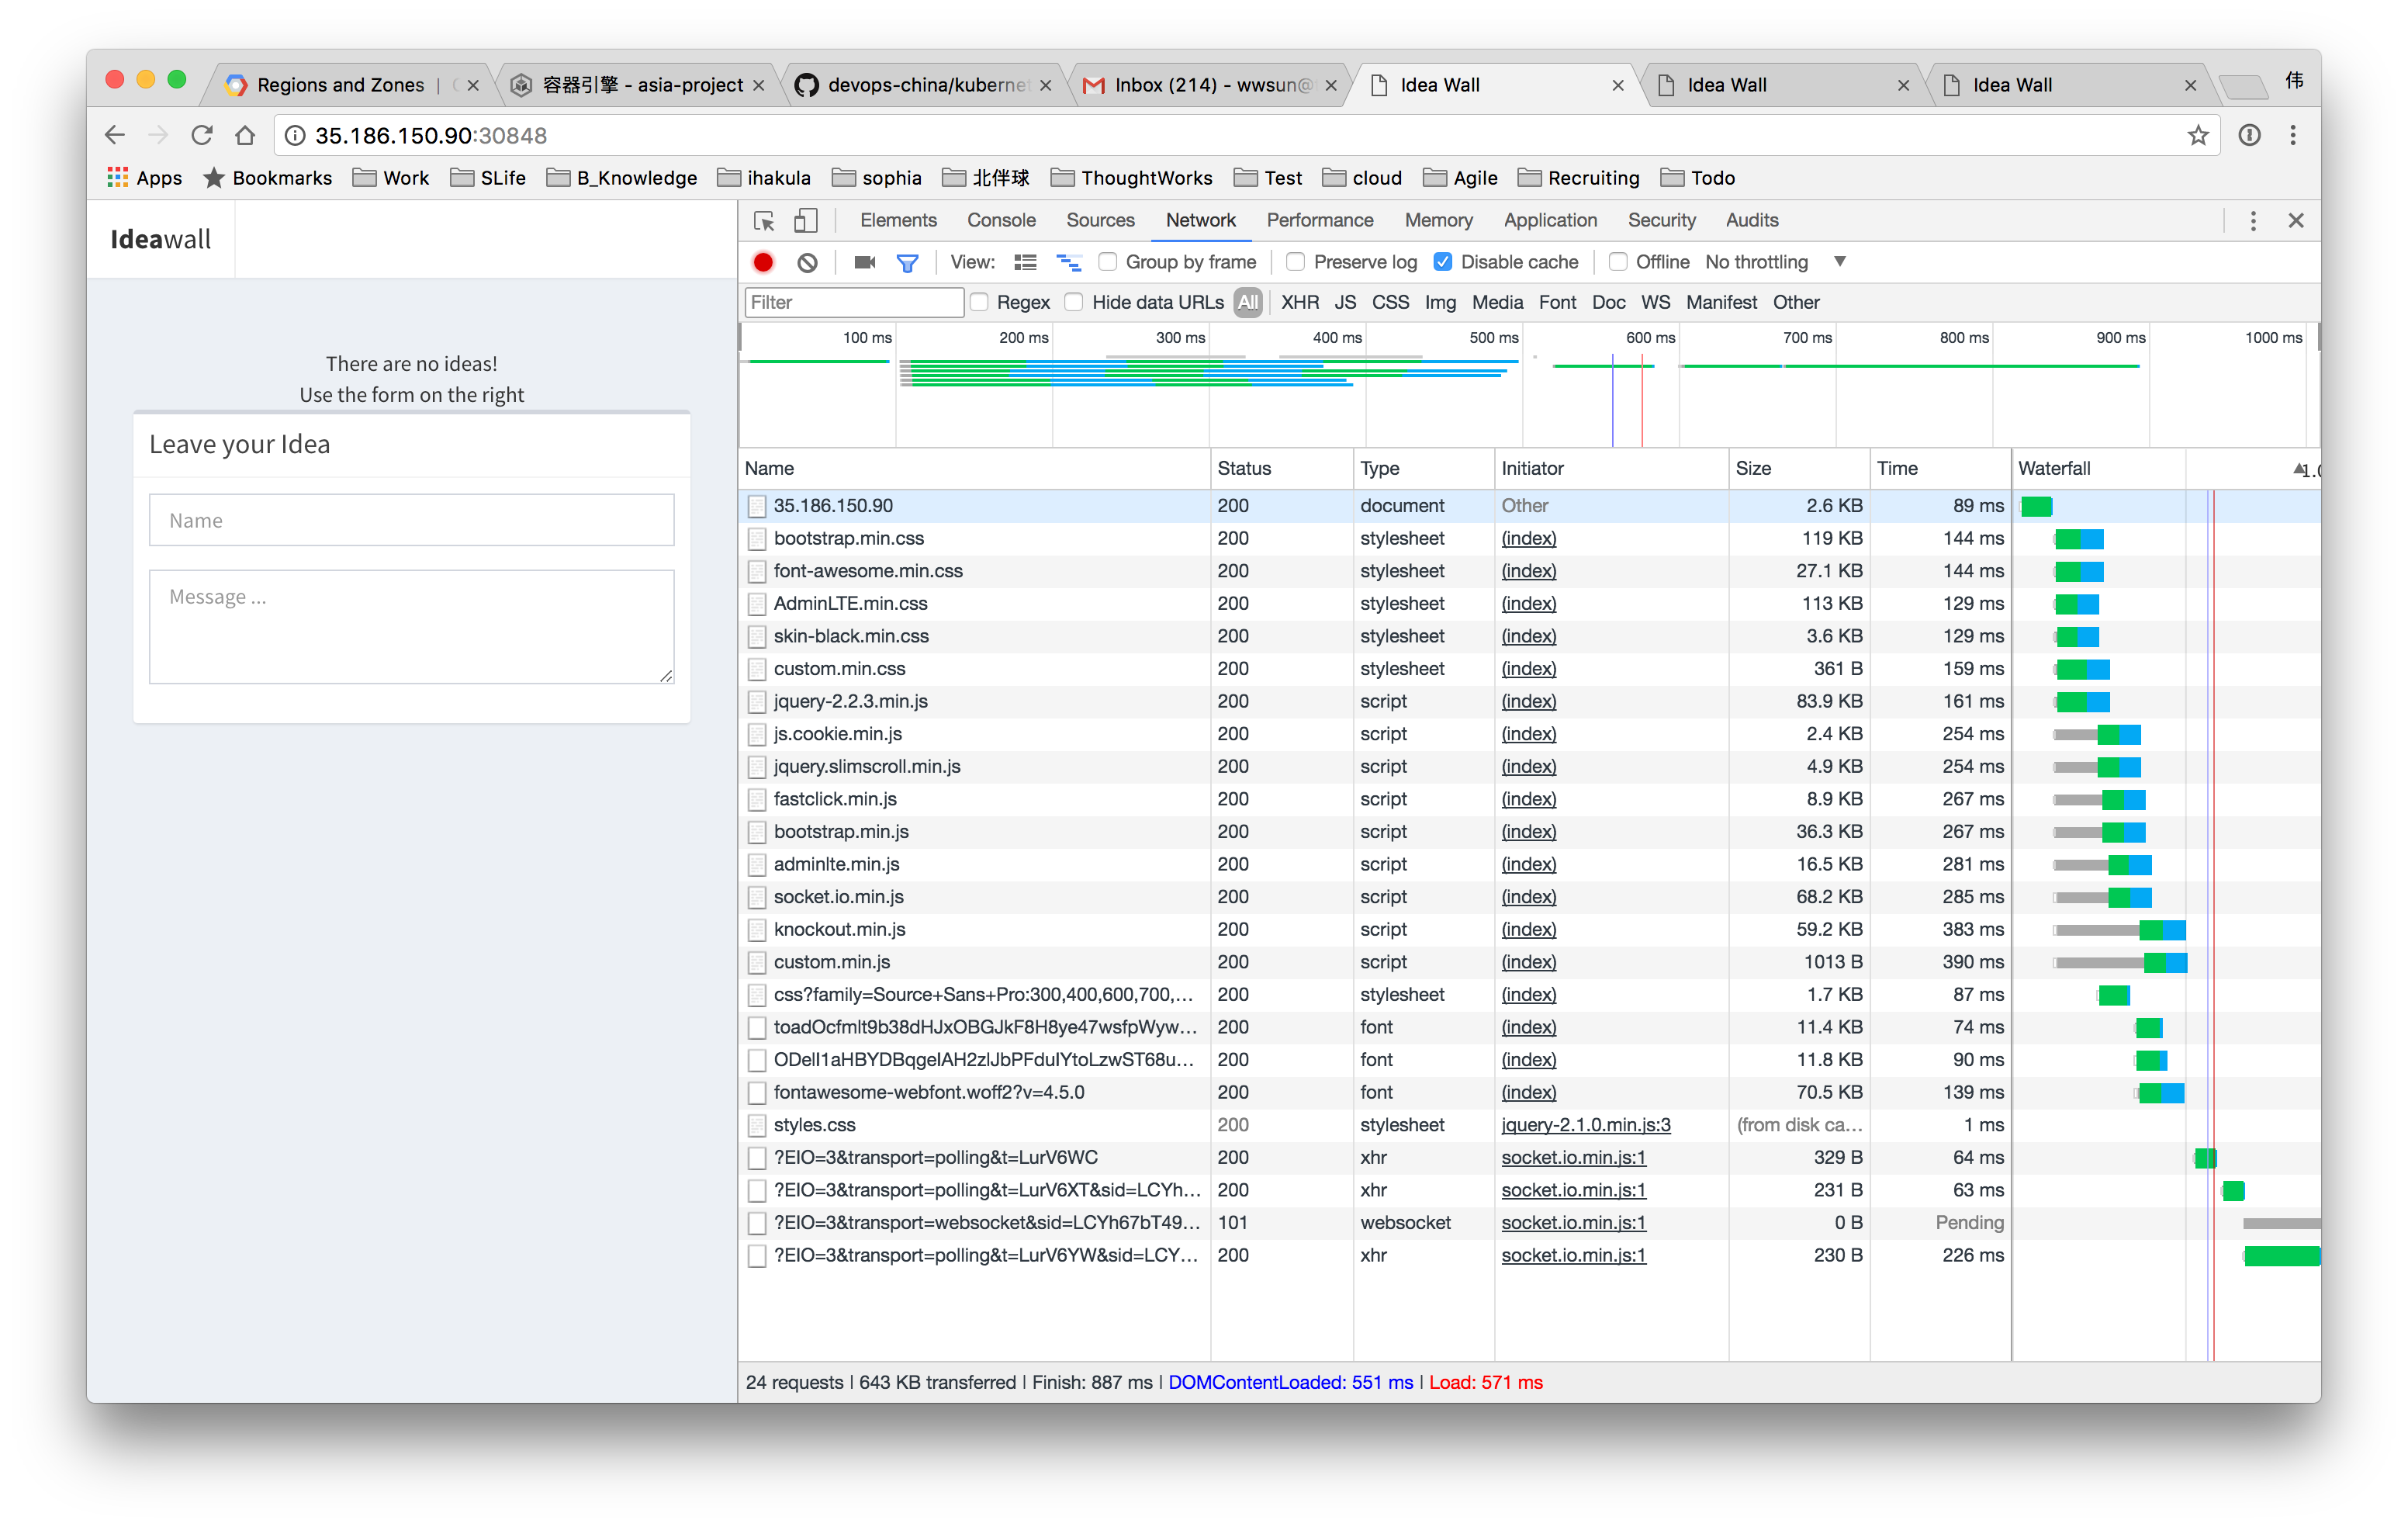 Regions and Zones |
容器引擎 - asia-project
devops-china/kubernet
Inbox (214) - wwsun@
Idea Wall
Idea Wall
Idea Wall
伟
35.186.150.90:30848
Apps Bookmarks Work SLife B_Knowledge ihakula sophia 北伴球 ThoughtWorks Test cloud Agile Recruiting Todo
Ideawall
There are no ideas!
Use the form on the right
Leave your Idea
Name
Message ...
Elements Console Sources Network Performance Memory Application Security Audits
View: Group by frame Preserve log Disable cache Offline No throttling
Filter Regex Hide data URLs All XHR JS CSS Img Media Font Doc WS Manifest Other
100 ms 200 ms 300 ms 400 ms 500 ms 600 ms 700 ms 800 ms 900 ms 1000 ms
Name Status Type Initiator Size Time Waterfall
35.186.150.90 200 document Other 2.6 KB 89 ms
bootstrap.min.css 200 stylesheet (index) 119 KB 144 ms
font-awesome.min.css 200 stylesheet (index) 27.1 KB 144 ms
AdminLTE.min.css 200 stylesheet (index) 113 KB 129 ms
skin-black.min.css 200 stylesheet (index) 3.6 KB 129 ms
custom.min.css 200 stylesheet (index) 361 B 159 ms
jquery-2.2.3.min.js 200 script (index) 83.9 KB 161 ms
js.cookie.min.js 200 script (index) 2.4 KB 254 ms
jquery.slimscroll.min.js 200 script (index) 4.9 KB 254 ms
fastclick.min.js 200 script (index) 8.9 KB 267 ms
bootstrap.min.js 200 script (index) 36.3 KB 267 ms
adminlte.min.js 200 script (index) 16.5 KB 281 ms
socket.io.min.js 200 script (index) 68.2 KB 285 ms
knockout.min.js 200 script (index) 59.2 KB 383 ms
custom.min.js 200 script (index) 1013 B 390 ms
css?family=Source+Sans+Pro:300,400,600,700,... 200 stylesheet (index) 1.7 KB 87 ms
200 font (index) 11.4 KB 74 ms
200 font (index) 11.8 KB 90 ms
fontawesome-webfont.woff2?v=4.5.0 200 font (index) 70.5 KB 139 ms
styles.css 200 stylesheet jquery-2.1.0.min.js:3 (from disk ca... 1 ms
?EIO=3&transport=polling&t=LurV6WC 200 xhr socket.io.min.js:1 329 B 64 ms
?EIO=3&transport=polling&t=LurV6XT&sid=LCYh... 200 xhr socket.io.min.js:1 231 B 63 ms
?EIO=3&transport=websocket&sid=LCYh67bT49... 101 websocket socket.io.min.js:1 0 B Pending
?EIO=3&transport=polling&t=LurV6YW&sid=LCY... 200 xhr socket.io.min.js:1 230 B 226 ms
24 requests | 643 KB transferred | Finish: 887 ms | DOMContentLoaded: 551 ms | Load: 571 ms